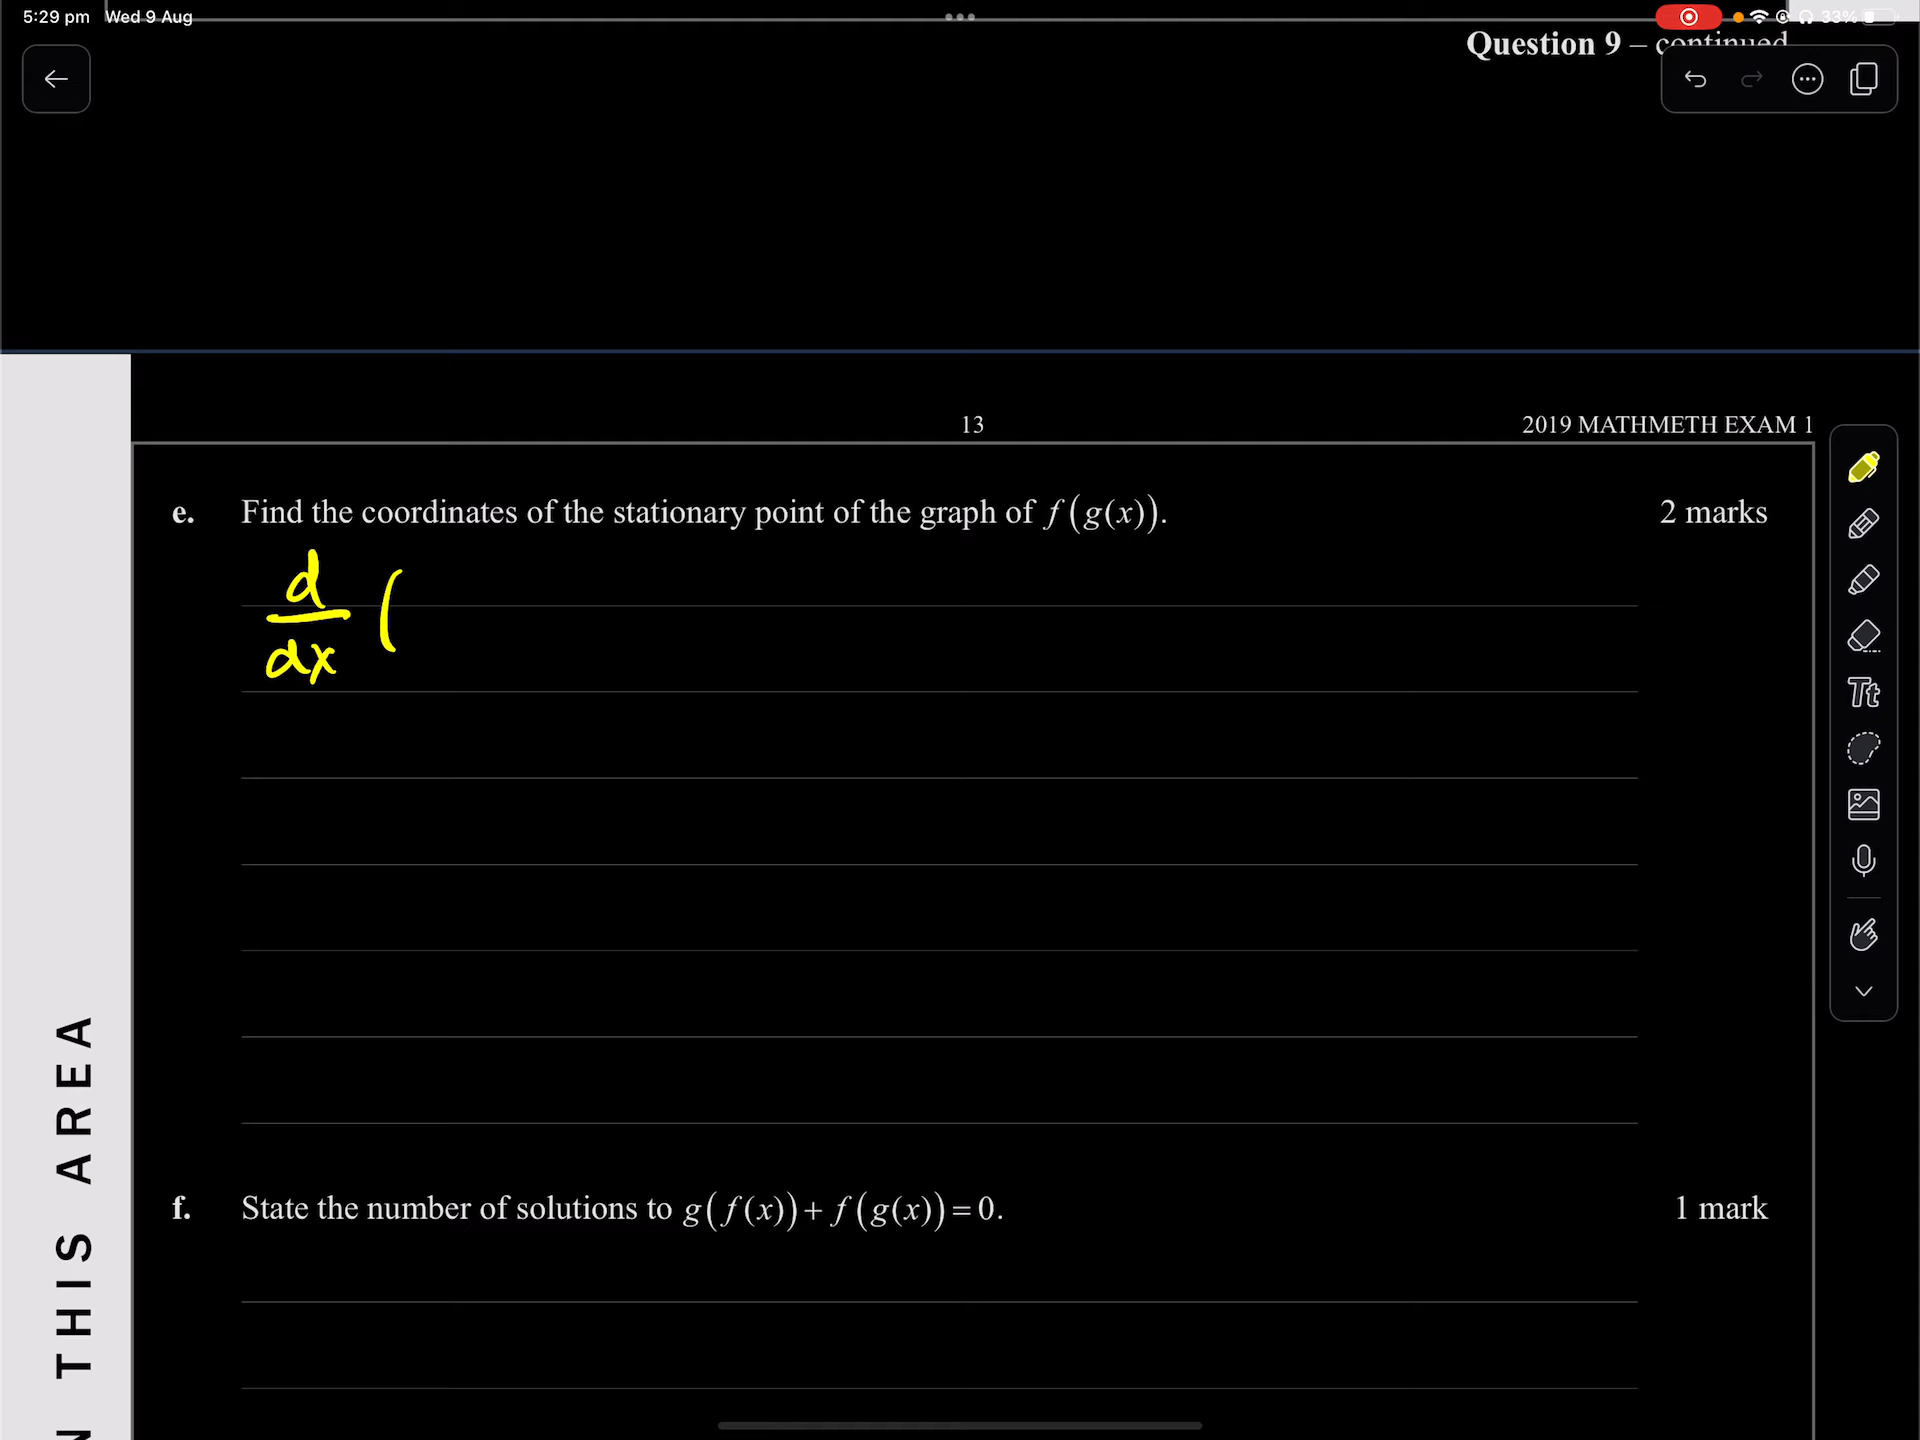 5:29 pm Wed 9 Aug
33%
Question 9 – continued
13
2019 MATHMETH EXAM 1
e. Find the coordinates of the stationary point of the graph of f(g(x)). 2 marks
d
dx (
Tt
f. State the number of solutions to g(f(x)) + f(g(x)) = 0. 1 mark
N THIS AREA